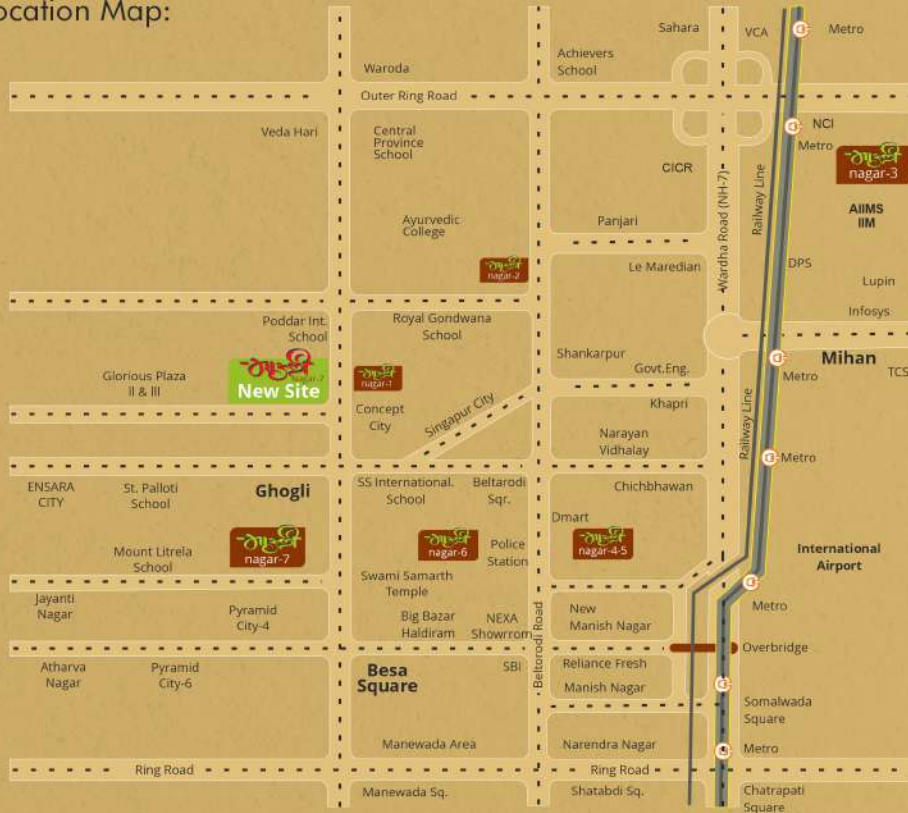 ocation Map:
Sahara
VCA
Metro
Waroda
Achievers
School
Outer Ring Road
Veda Hari
Central
Province
School
NCI
Metro
nagar-3
CICR
Wardha Road (NH-7)
Railway Line
AIIMS
IIM
Ayurvedic
College
Panjari
nagar-2
Le Maredian
DPS
Lupin
Infosys
Poddar Int.
School
Royal Gondwana
School
Shankarpur
Govt.Eng.
Mihan
Metro
TCS
Glorious Plaza
II & III
Nagar-7
New Site
nagar-1
Concept
City
Singapur City
Khapri
Narayan
Vidhalay
Railway Line
Metro
ENSARA
CITY
St. Palloti
School
Ghogli
SS International.
School
Beltarodi
Sqr.
Chichbhawan
Dmart
nagar-7
nagar-6
Police
Station
nagar-4-5
Mount Litrela
School
International
Airport
Swami Samarth
Temple
Jayanti
Nagar
Pyramid
City-4
Big Bazar
Haldiram
NEXA
Showrrom
Beltorodi Road
New
Manish Nagar
Metro
Overbridge
Atharva
Nagar
Pyramid
City-6
Besa
Square
SBI
Reliance Fresh
Manish Nagar
Somalwada
Square
Manewada Area
Narendra Nagar
Metro
Ring Road
Ring Road
Manewada Sq.
Shatabdi Sq.
Chatrapati
Square